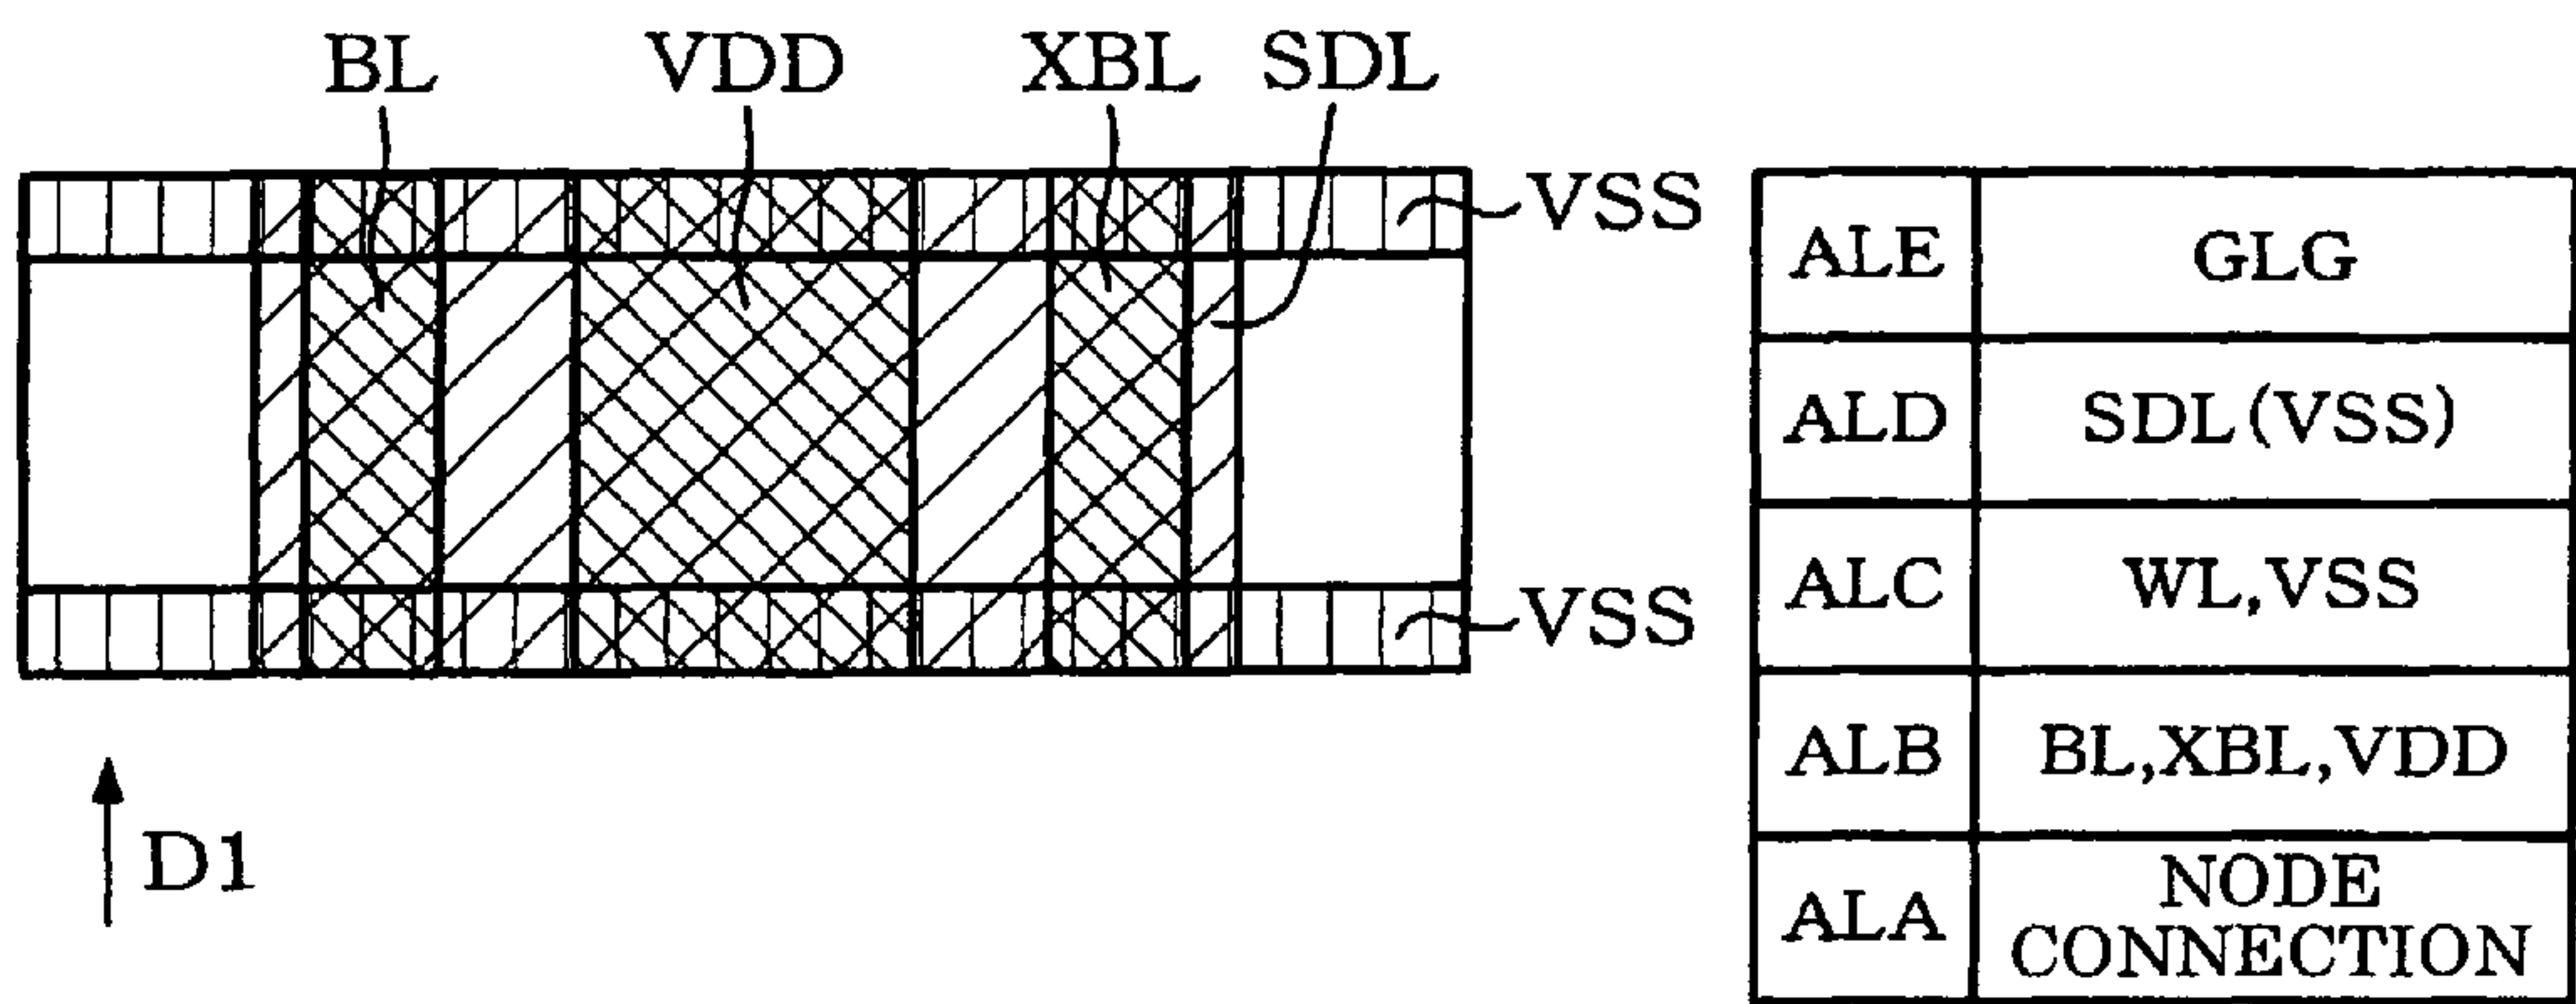 BL VDD XBL SDL
VSS
VSS
D1
ALE GLG
ALD SDL(VSS)
ALC WL,VSS
ALB BL,XBL,VDD
ALA NODE
CONNECTION